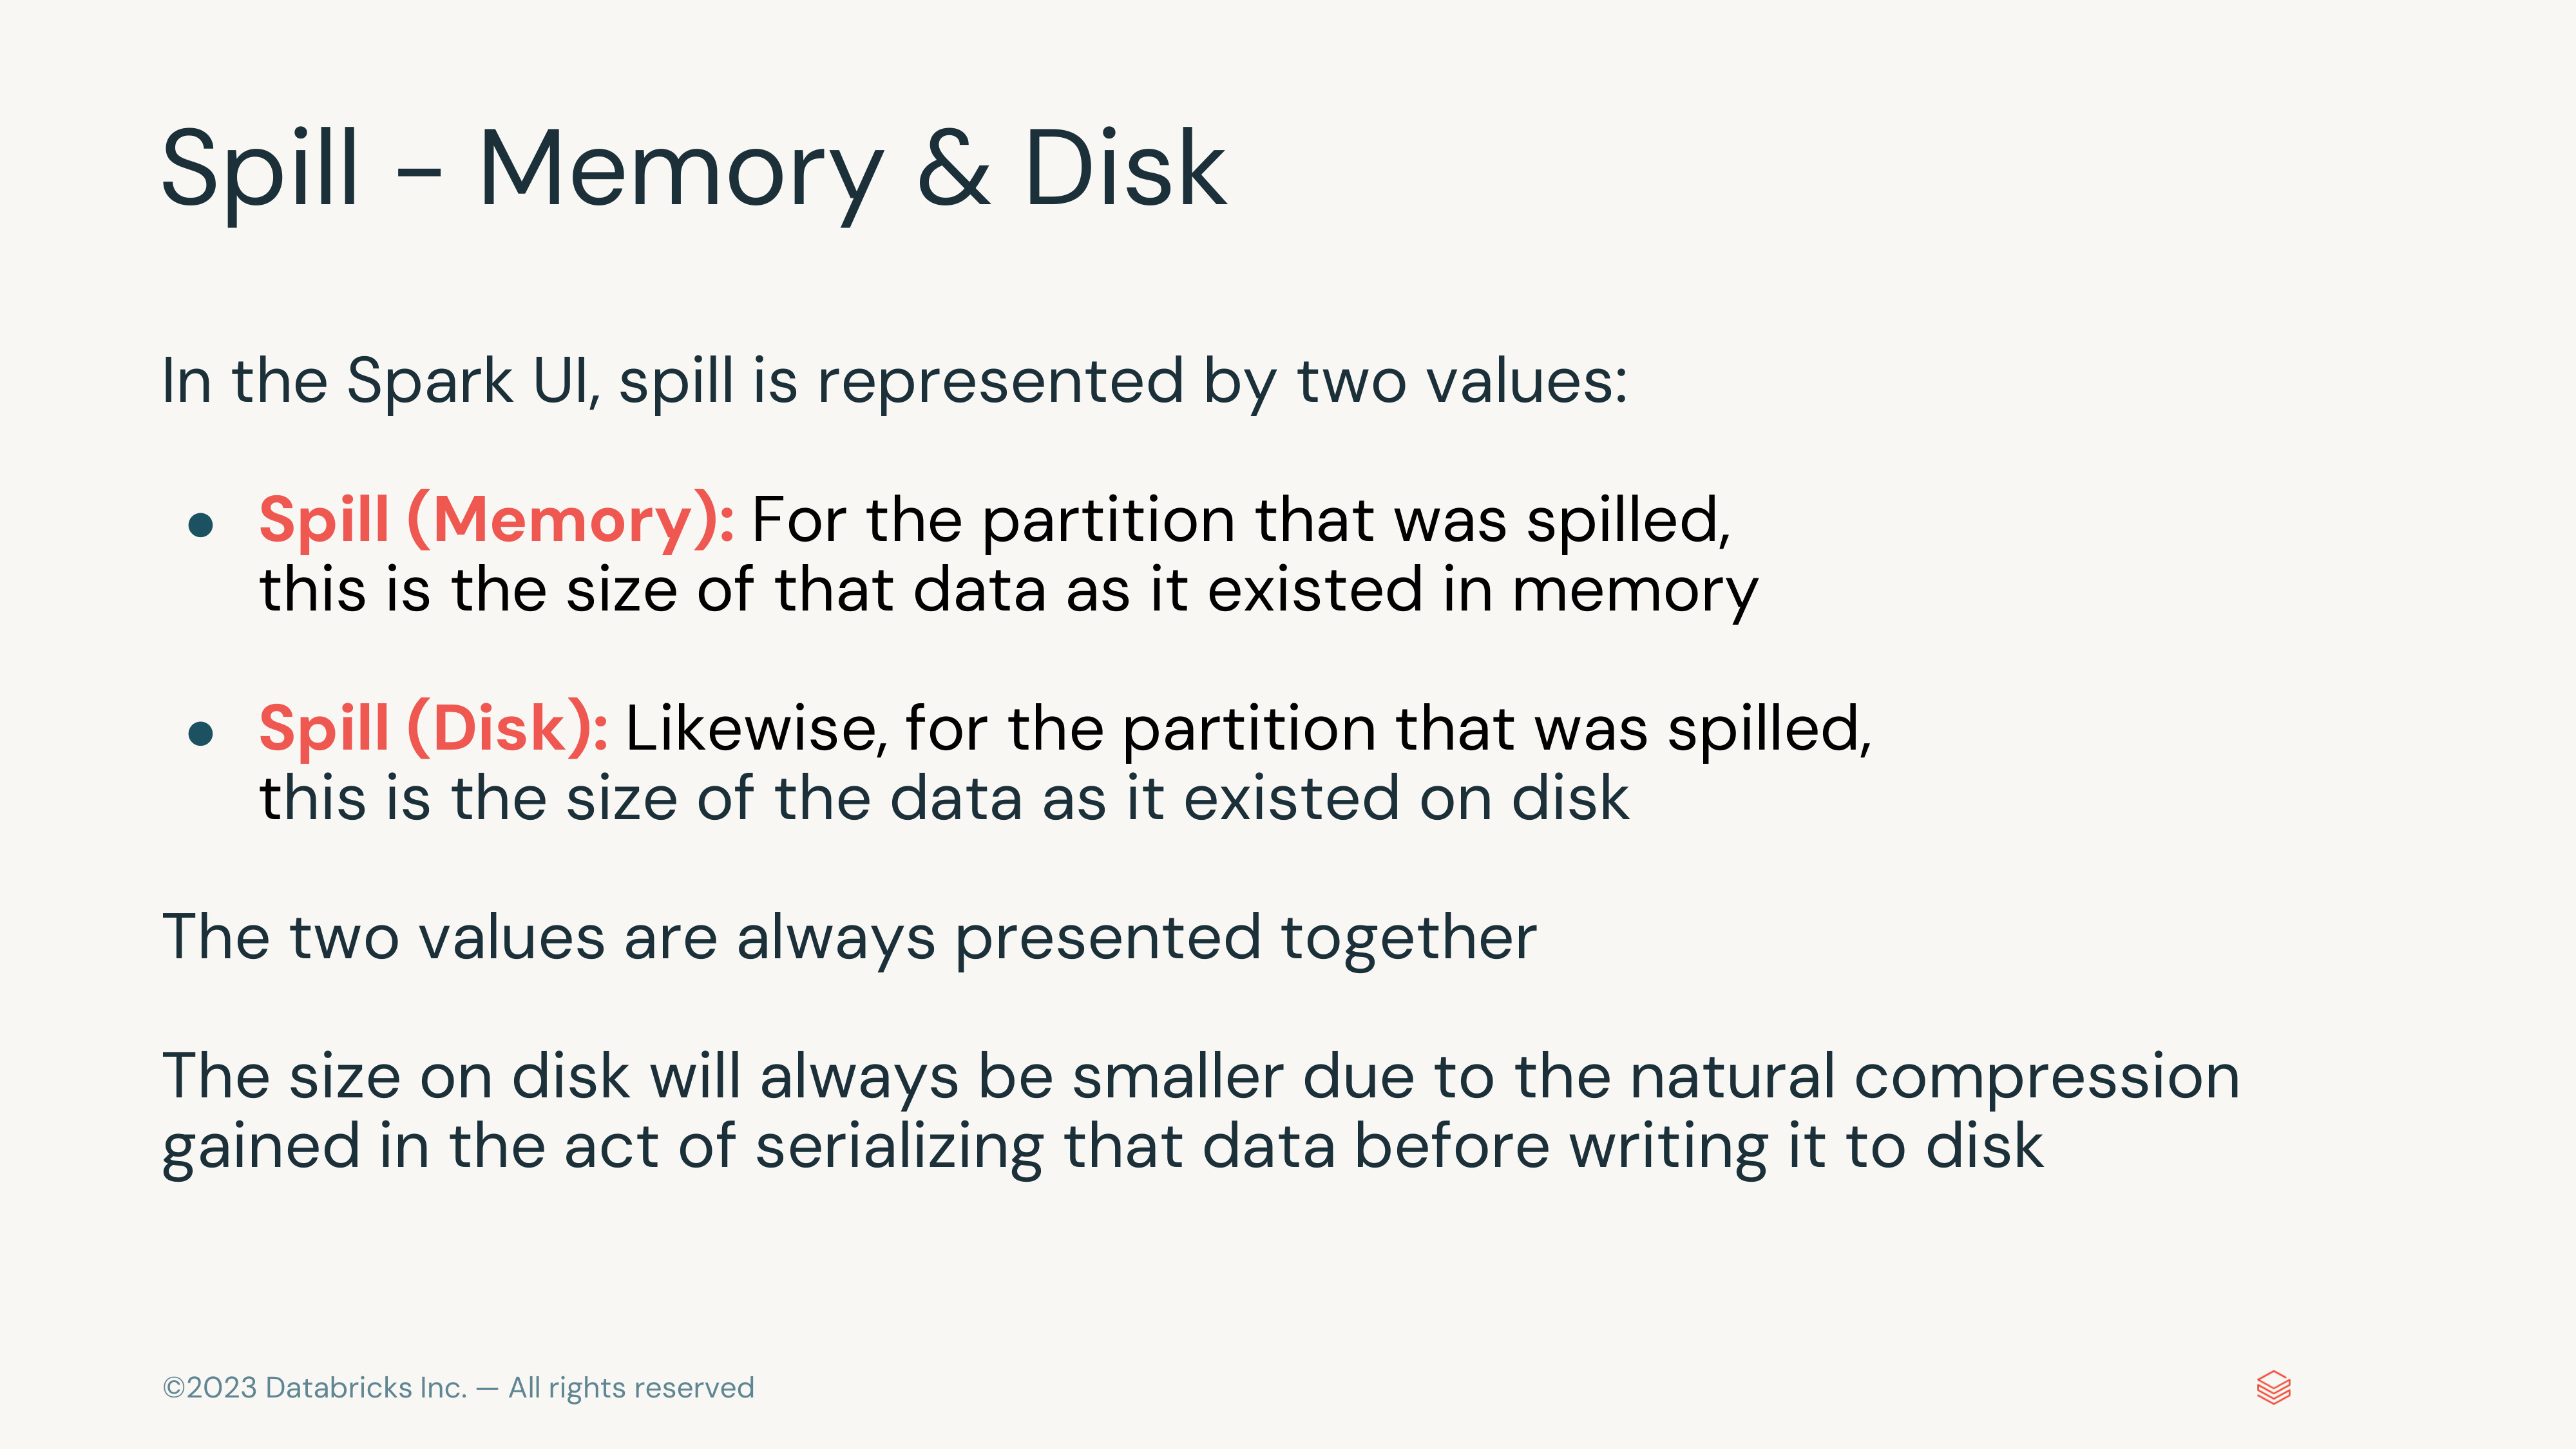 Spill - Memory & Disk
In the Spark UI, spill is represented by two values:
● Spill (Memory): For the partition that was spilled,
this is the size of that data as it existed in memory
● Spill (Disk): Likewise, for the partition that was spilled,
this is the size of the data as it existed on disk
The two values are always presented together
The size on disk will always be smaller due to the natural compression
gained in the act of serializing that data before writing it to disk
©2023 Databricks Inc. — All rights reserved